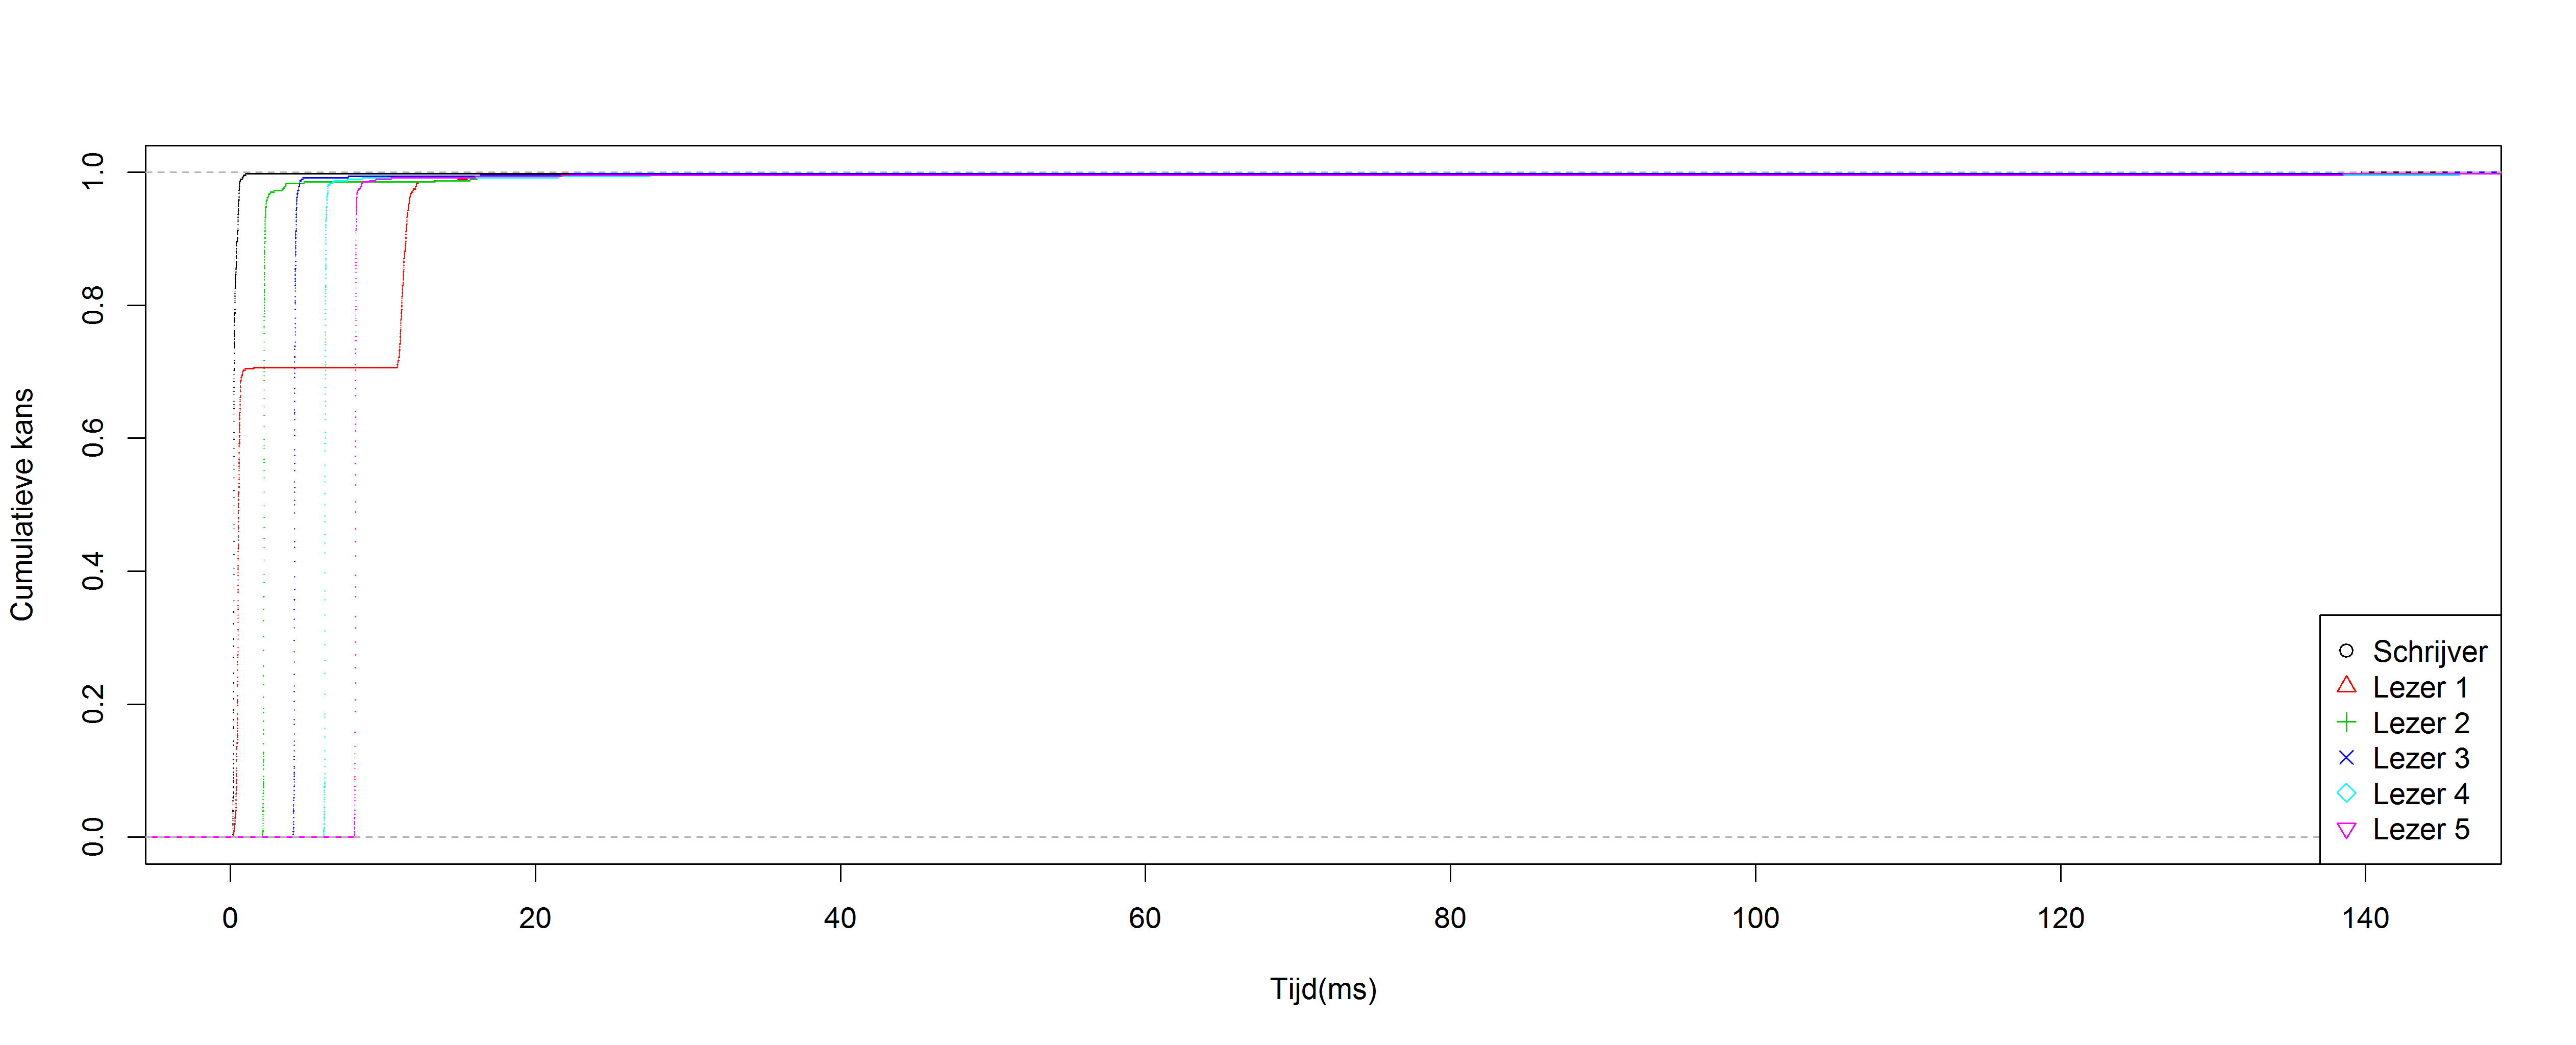 Cumulatieve kans
1.0
0.8
0.6
0.4
0.2
0.0
Schrijver
Lezer 1
Lezer 2
Lezer 3
Lezer 4
Lezer 5
0 20 40 60 80 100 120 140
Tijd(ms)